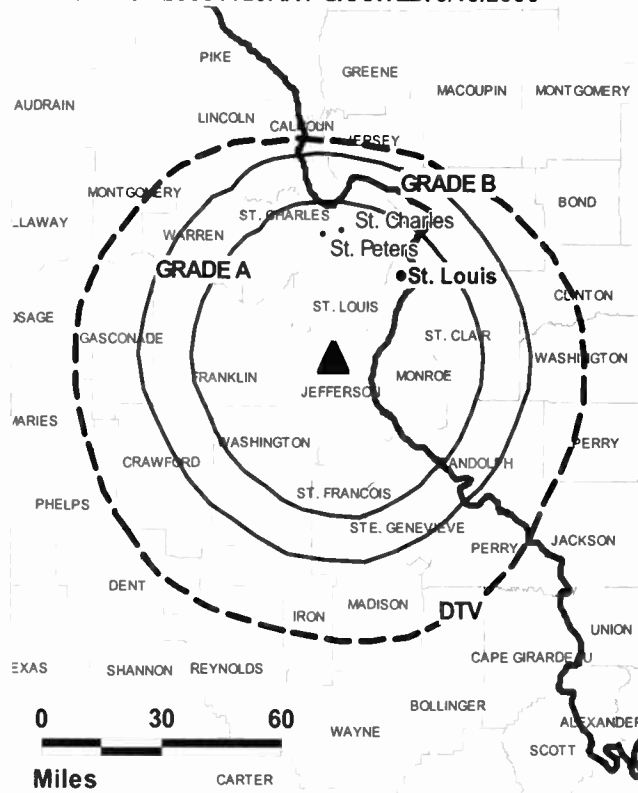 PIKE
GREENE
MACOUPIN MONTGOMERY
AUDRAIN
LINCOLN
CALHOUN
JERSEY
GRADE B
MONTGOMERY
BOND
ST. CHARLES St. Charles
WARREN
St. Peters
GRADE A
St. Louis
CLINTON
ST. LOUIS
GASCONADE
ST. CLAIR
WASHINGTON
FRANKLIN
MONROE
JEFFERSON
WASHINGTON
PERRY
CRAWFORD
RANDOLPH
ST. FRANCOIS
PHELPS
STE. GENEVIEVE
PERRY
JACKSON
DENT
MADISON
IRON
DTV
UNION
CAPE GIRARDEAU
EXAS SHANNON REYNOLDS
BOLLINGER
0 30 60
ALEXANDER
WAYNE
SCOTT
Miles
CARTER